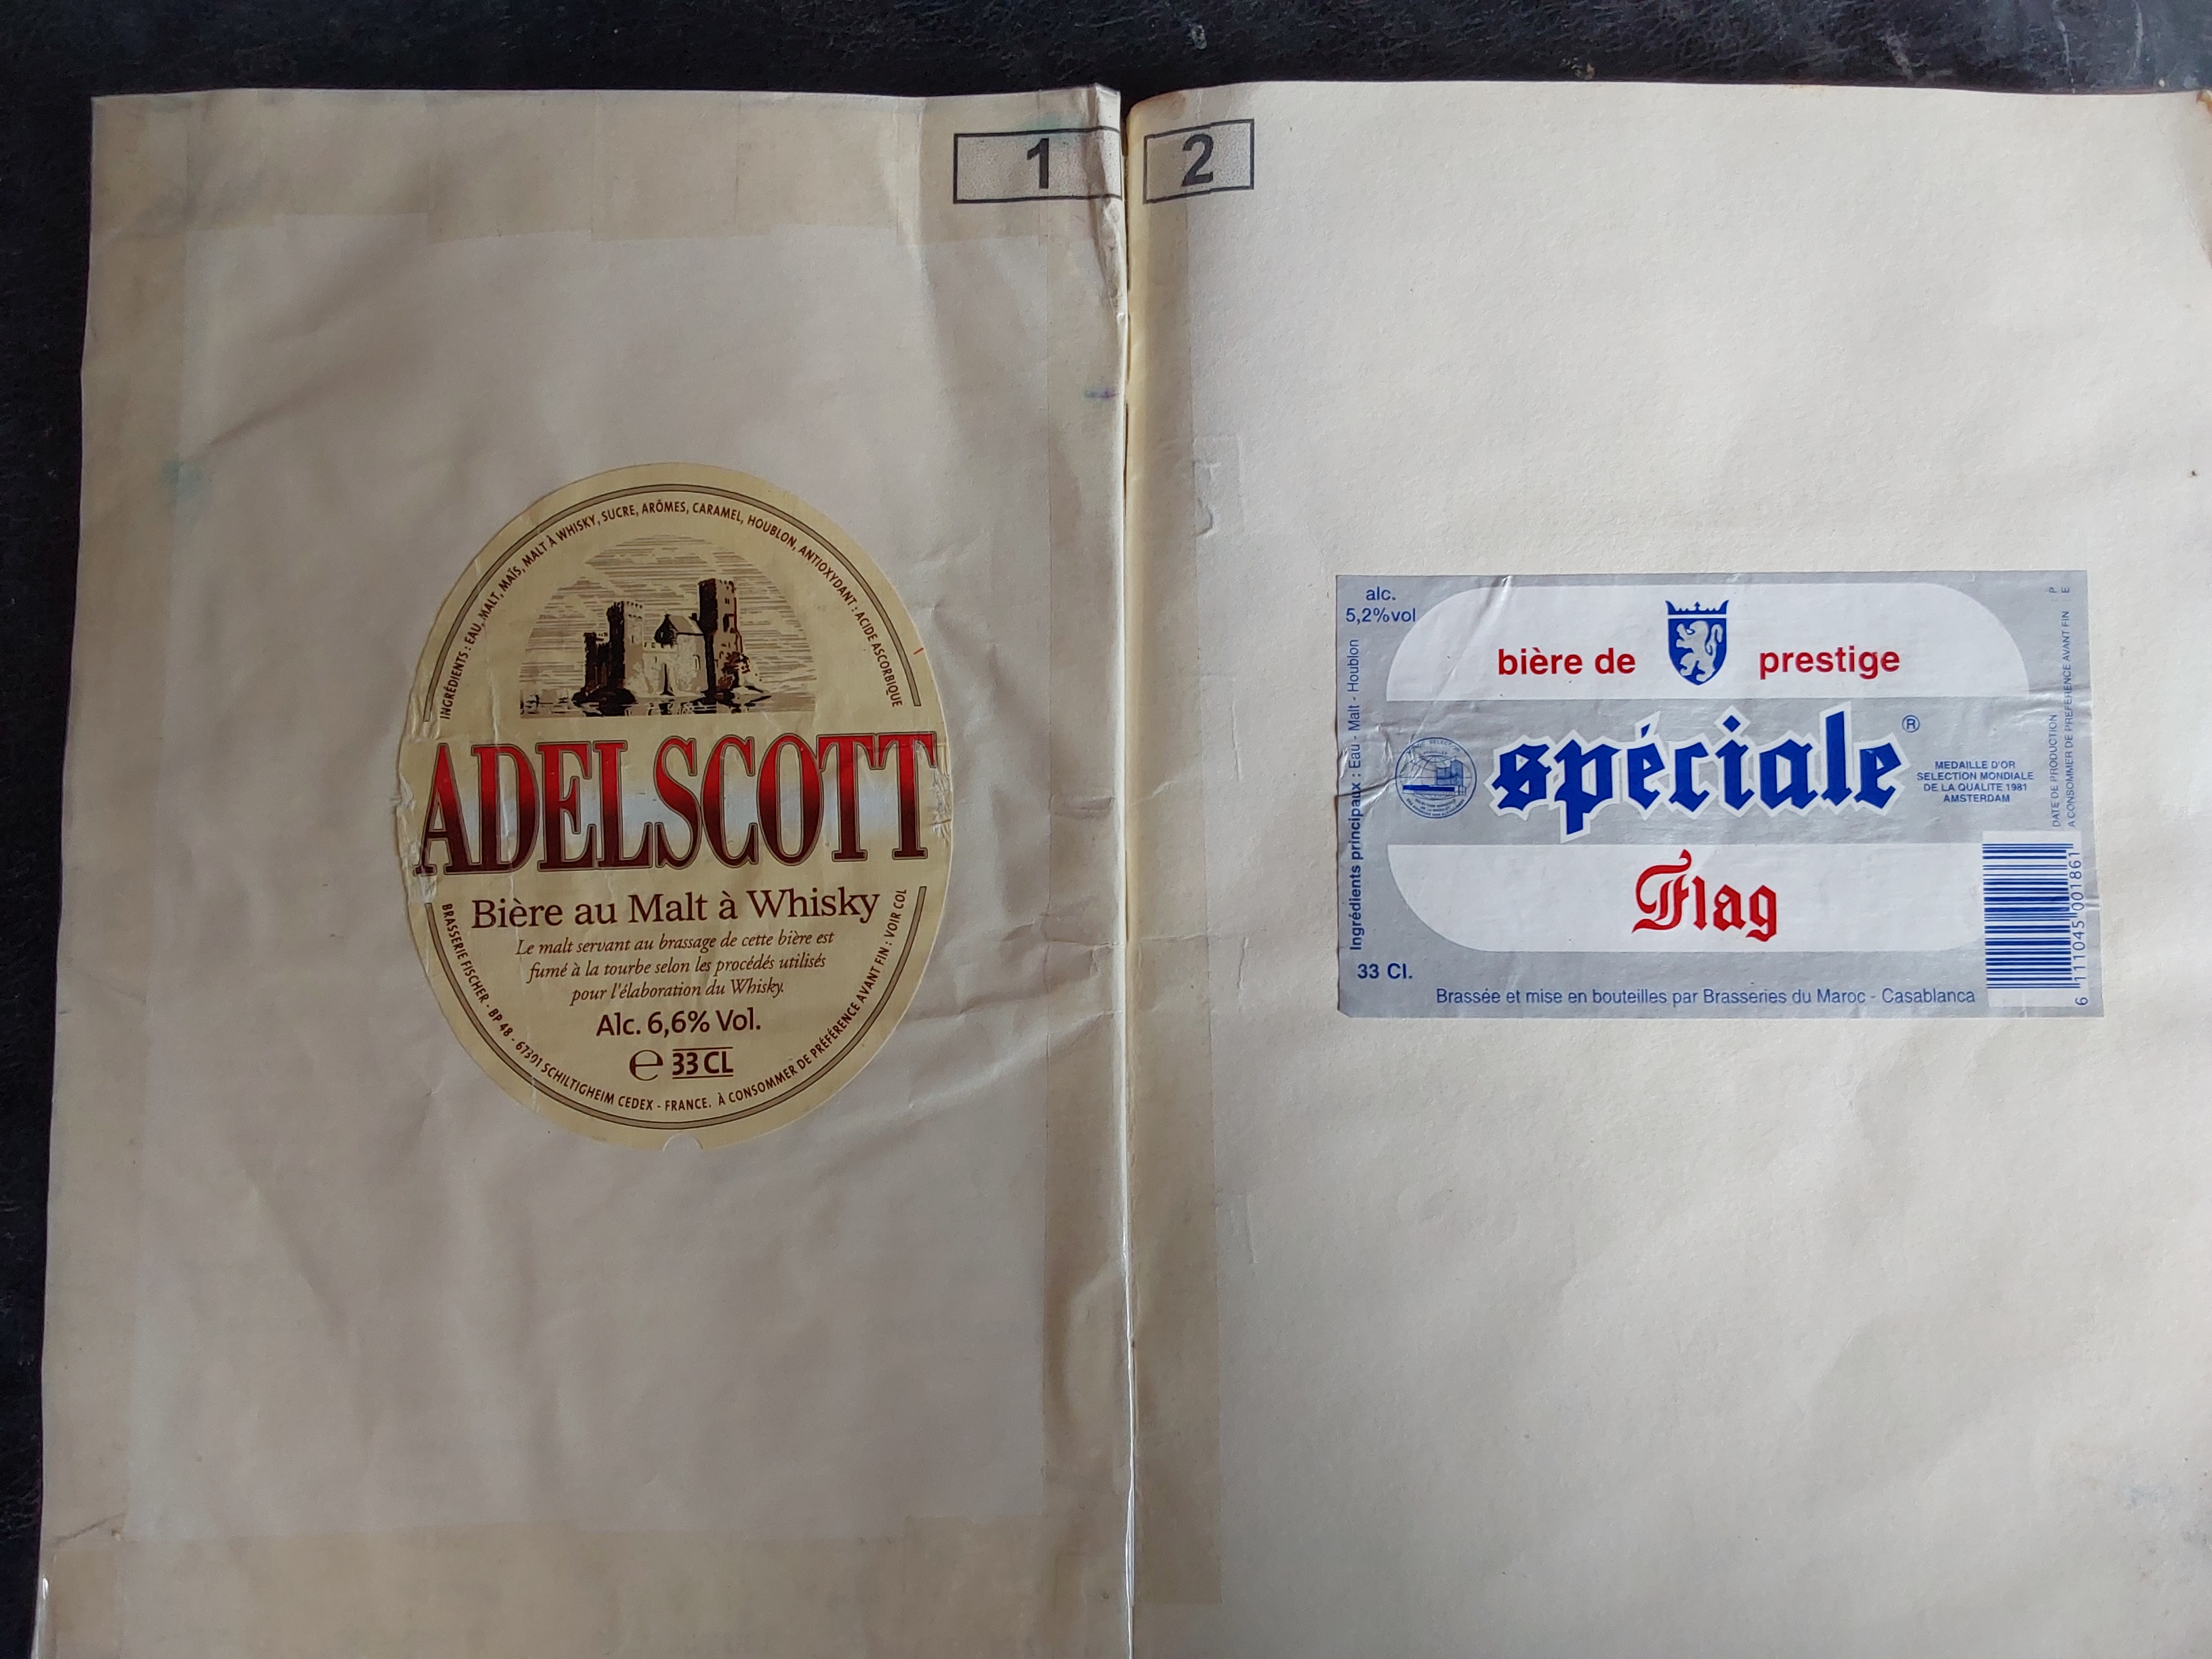 1
INGRÉDIENTS : EAU, MALT, MAÏS, MALT À WHISKY, SUCRE, ARÔMES, CARAMEL, HOUBLON, ANTIOXYDANT : ACIDE ASCORBIQUE
ADELSCOTT
Bière au Malt à Whisky
Le malt servant au brassage de cette bière est
fumé à la tourbe selon les procédés utilisés
pour l'élaboration du Whisky.
Alc. 6,6% Vol.
e 33 CL
BRASSERIE FISCHER - BP 48 - 67301 SCHILTIGHEIM CEDEX - FRANCE. À CONSOMMER DE PRÉFÉRENCE AVANT FIN : VOIR COL
2
alc.
5,2%vol
bière de prestige
spéciale ®
MEDAILLE D'OR
SELECTION MONDIALE
DE LA QUALITE 1981
AMSTERDAM
Flag
Ingrédients principaux : Eau - Malt - Houblon
33 Cl.
Brassée et mise en bouteilles par Brasseries du Maroc - Casablanca
DATE DE PRODUCTION P
A CONSOMMER DE PREFERENCE AVANT FIN E
6 111045 001861